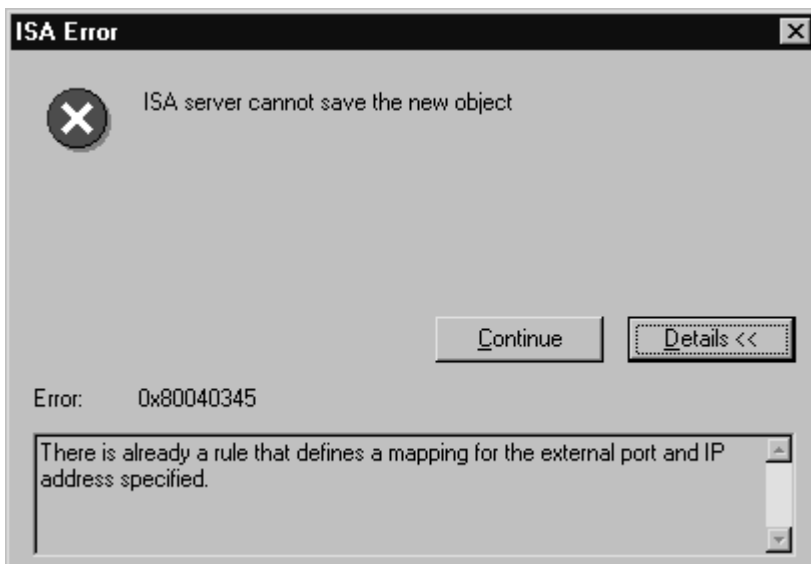 ISA Error
ISA server cannot save the new object
Continue
Details <<
Error: 0x80040345
There is already a rule that defines a mapping for the external port and IP
address specified.